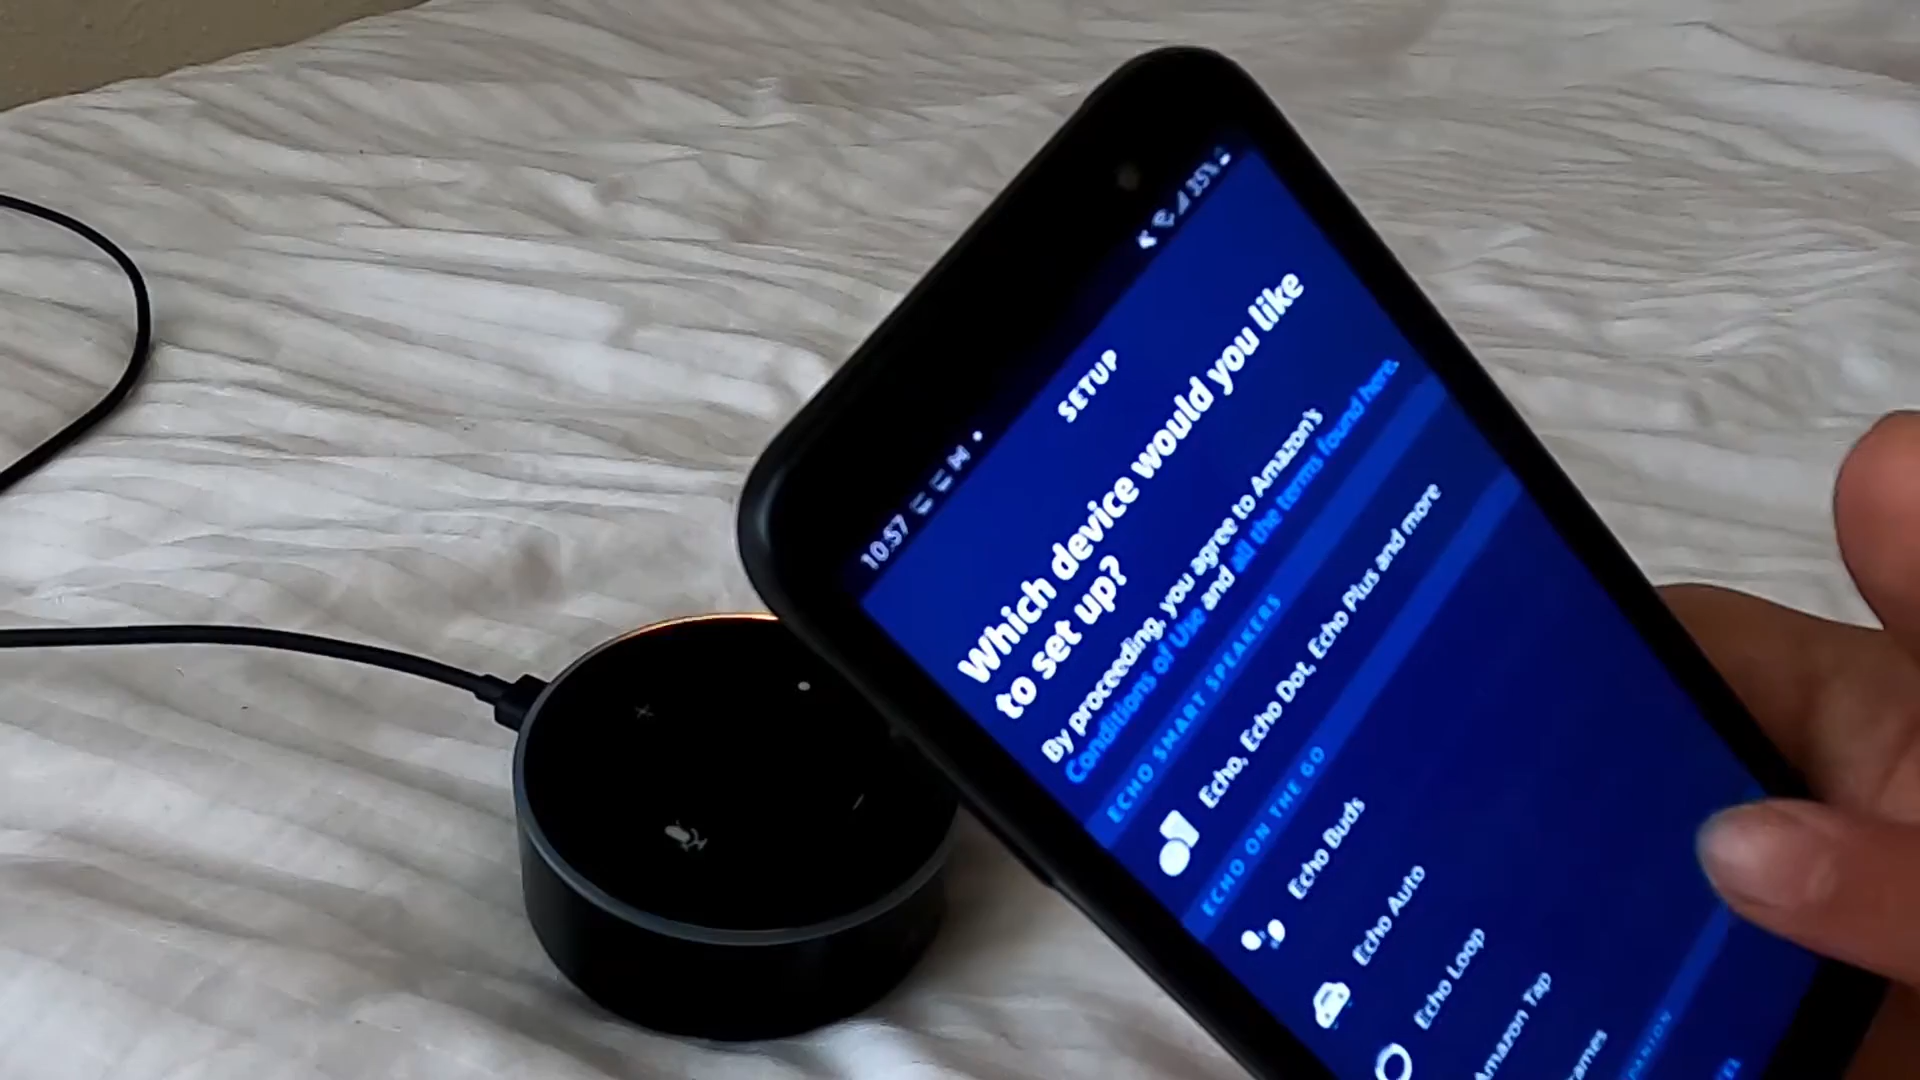 10:57
35%
SETUP
Which device would you like
to set up?
By proceeding, you agree to Amazon's
Conditions of Use and all the terms found here.
ECHO SMART SPEAKERS
Echo, Echo Dot, Echo Plus and more
ECHO ON THE GO
Echo Buds
Echo Auto
Echo Loop
Amazon Tap